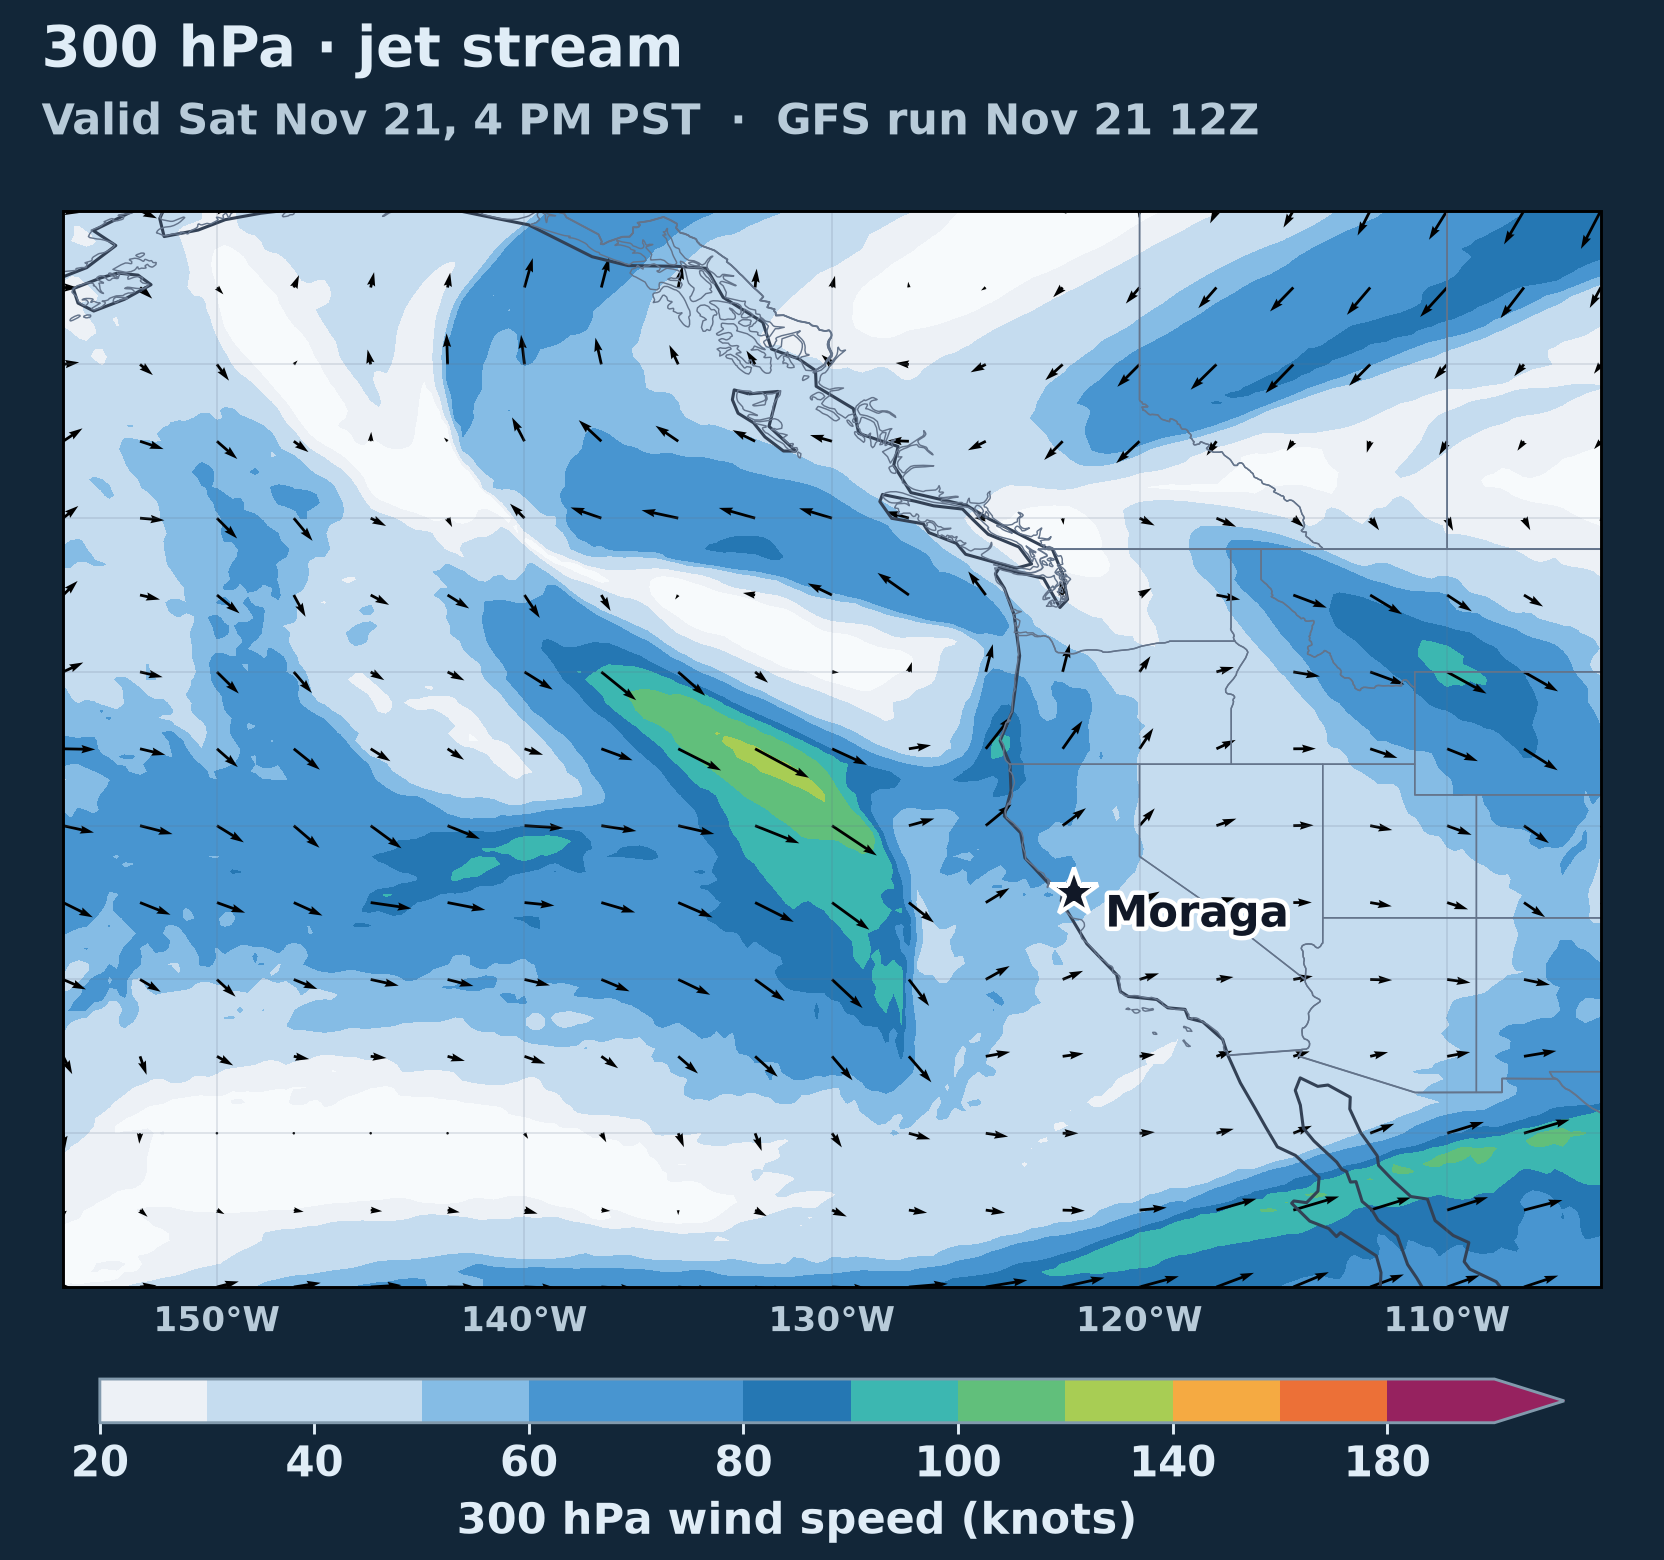 300 hPa · jet stream
Valid Sat Nov 21, 4 PM PST · GFS run Nov 21 12Z
Moraga
150°W 140°W 130°W 120°W 110°W
20 40 60 80 100 140 180
300 hPa wind speed (knots)